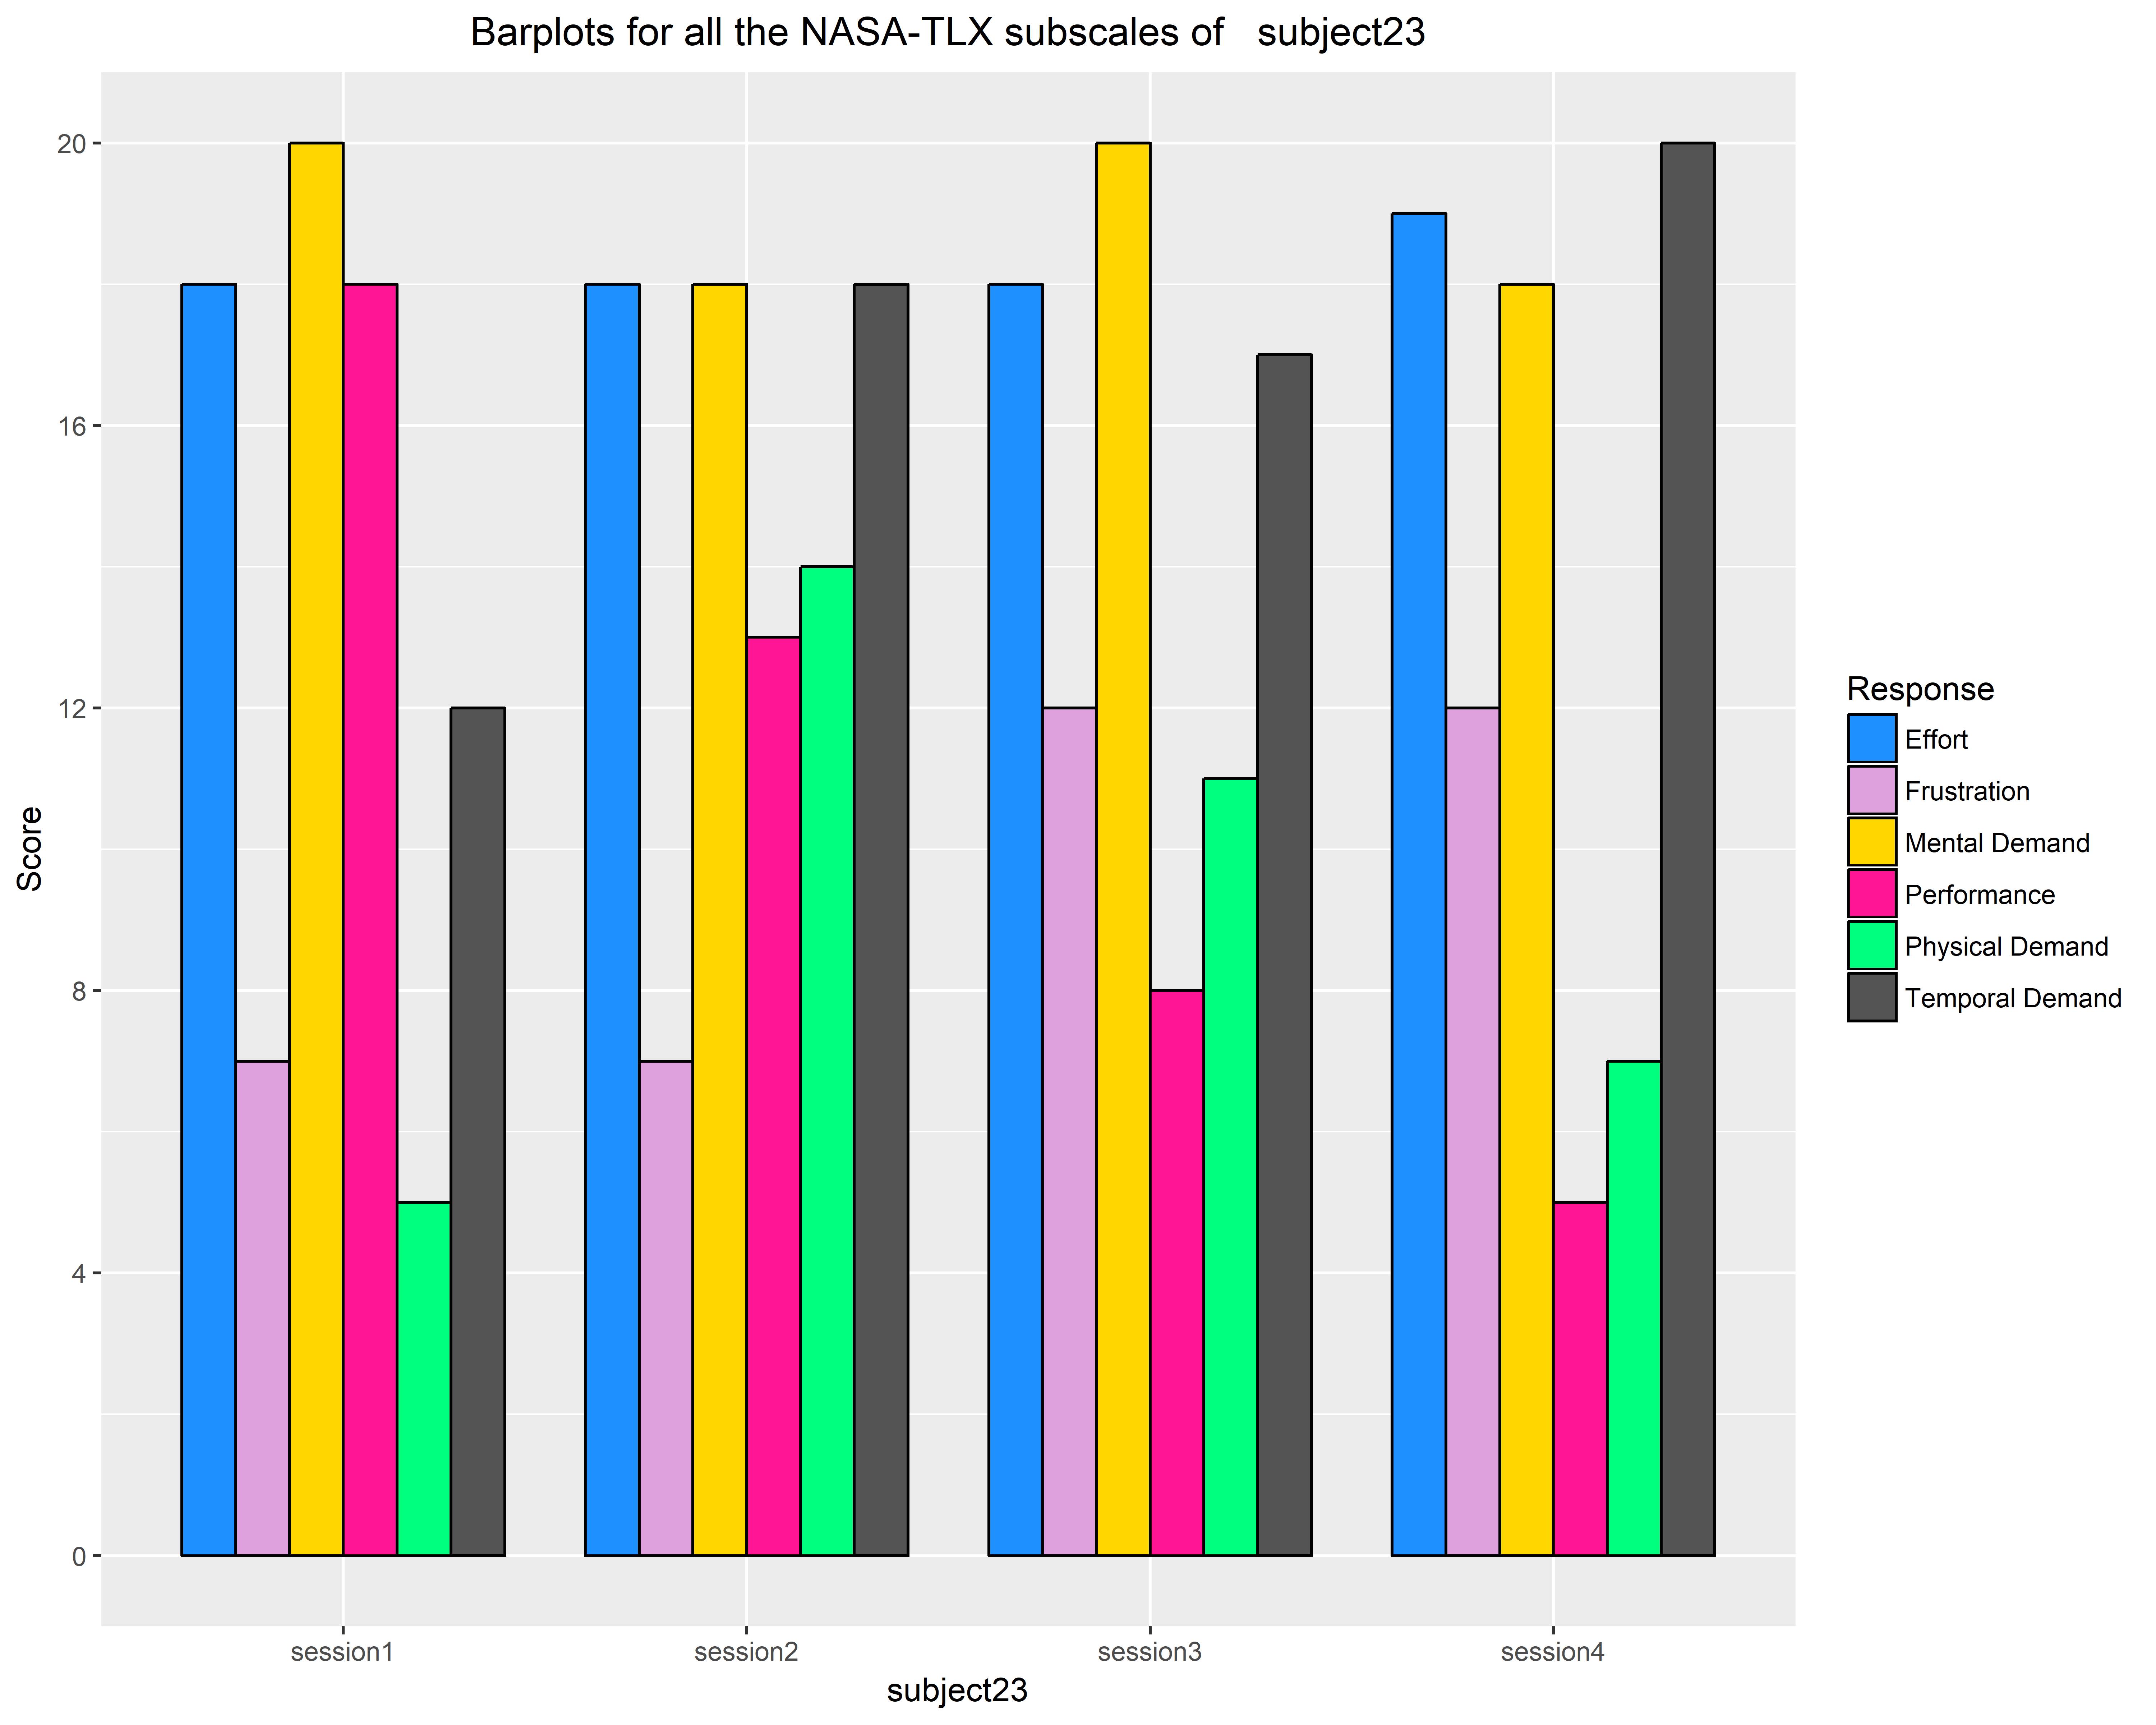 Barplots for all the NASA-TLX subscales of   subject23
Score
20
16
12
8
4
0
session1 session2 session3 session4
subject23
Response
Effort
Frustration
Mental Demand
Performance
Physical Demand
Temporal Demand